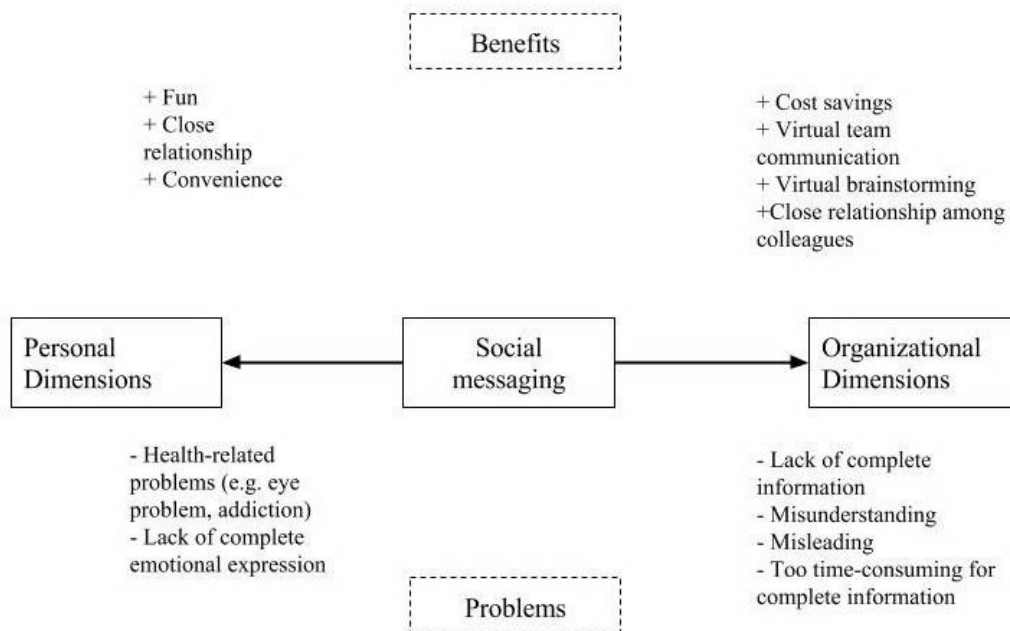 Benefits
+ Fun
+ Close
relationship
+ Convenience
+ Cost savings
+ Virtual team
communication
+ Virtual brainstorming
+Close relationship among
colleagues
Personal
Dimensions
Social
messaging
Organizational
Dimensions
- Health-related
problems (e.g. eye
problem, addiction)
- Lack of complete
emotional expression
- Lack of complete
information
- Misunderstanding
- Misleading
- Too time-consuming for
complete information
Problems